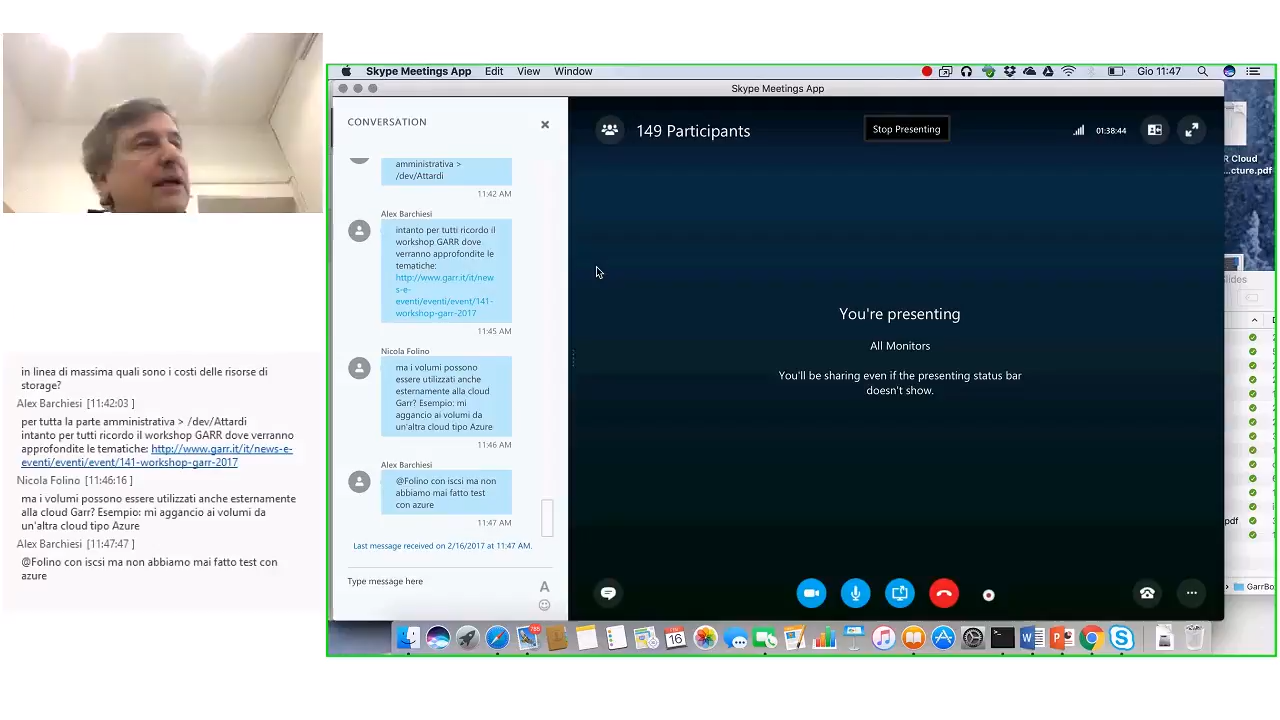 Skype Meetings App Edit View Window
Gio 11:47
Skype Meetings App
CONVERSATION
amministrativa >
/dev/Attardi
11:42 AM
Alex Barchiesi
intanto per tutti ricordo il
workshop GARR dove
verranno approfondite le
tematiche:
http://www.garr.it/it/new
s-e-
eventi/eventi/event/141-
workshop-garr-2017
11:45 AM
Nicola Folino
ma i volumi possono
essere utilizzati anche
esternamente alla cloud
Garr? Esempio: mi
aggancio ai volumi da
un'altra cloud tipo Azure
11:46 AM
Alex Barchiesi
@Folino con iscsi ma non
abbiamo mai fatto test
con azure
11:47 AM
Last message received on 2/16/2017 at 11:47 AM.
Type message here
A
149 Participants
Stop Presenting
01:38:44
You're presenting
All Monitors
You'll be sharing even if the presenting status bar
doesn't show.
R Cloud
...cture.pdf
lides
pdf
GarrBo
16
in linea di massima quali sono i costi delle risorse di
storage?
Alex Barchiesi [11:42:03 ]
per tutta la parte amministrativa > /dev/Attardi
intanto per tutti ricordo il workshop GARR dove verranno
approfondite le tematiche: http://www.garr.it/it/news-e-
eventi/eventi/event/141-workshop-garr-2017
Nicola Folino [11:46:16 ]
ma i volumi possono essere utilizzati anche esternamente
alla cloud Garr? Esempio: mi aggancio ai volumi da
un'altra cloud tipo Azure
Alex Barchiesi [11:47:47 ]
@Folino con iscsi ma non abbiamo mai fatto test con
azure